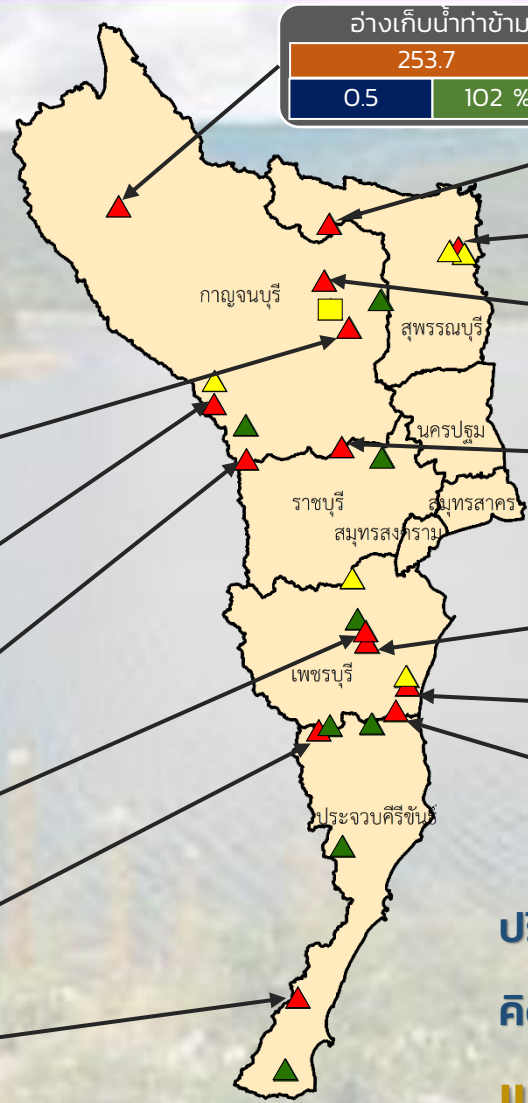 อ่างเก็บน้ำท่าข้าม
253.7
0.5 102 %
กาญจนบุรี
สุพรรณบุรี
นครปฐม
ราชบุรี
สมุทรสาคร
สมุทรสงคราม
เพชรบุรี
ประจวบคีรีขันธ์